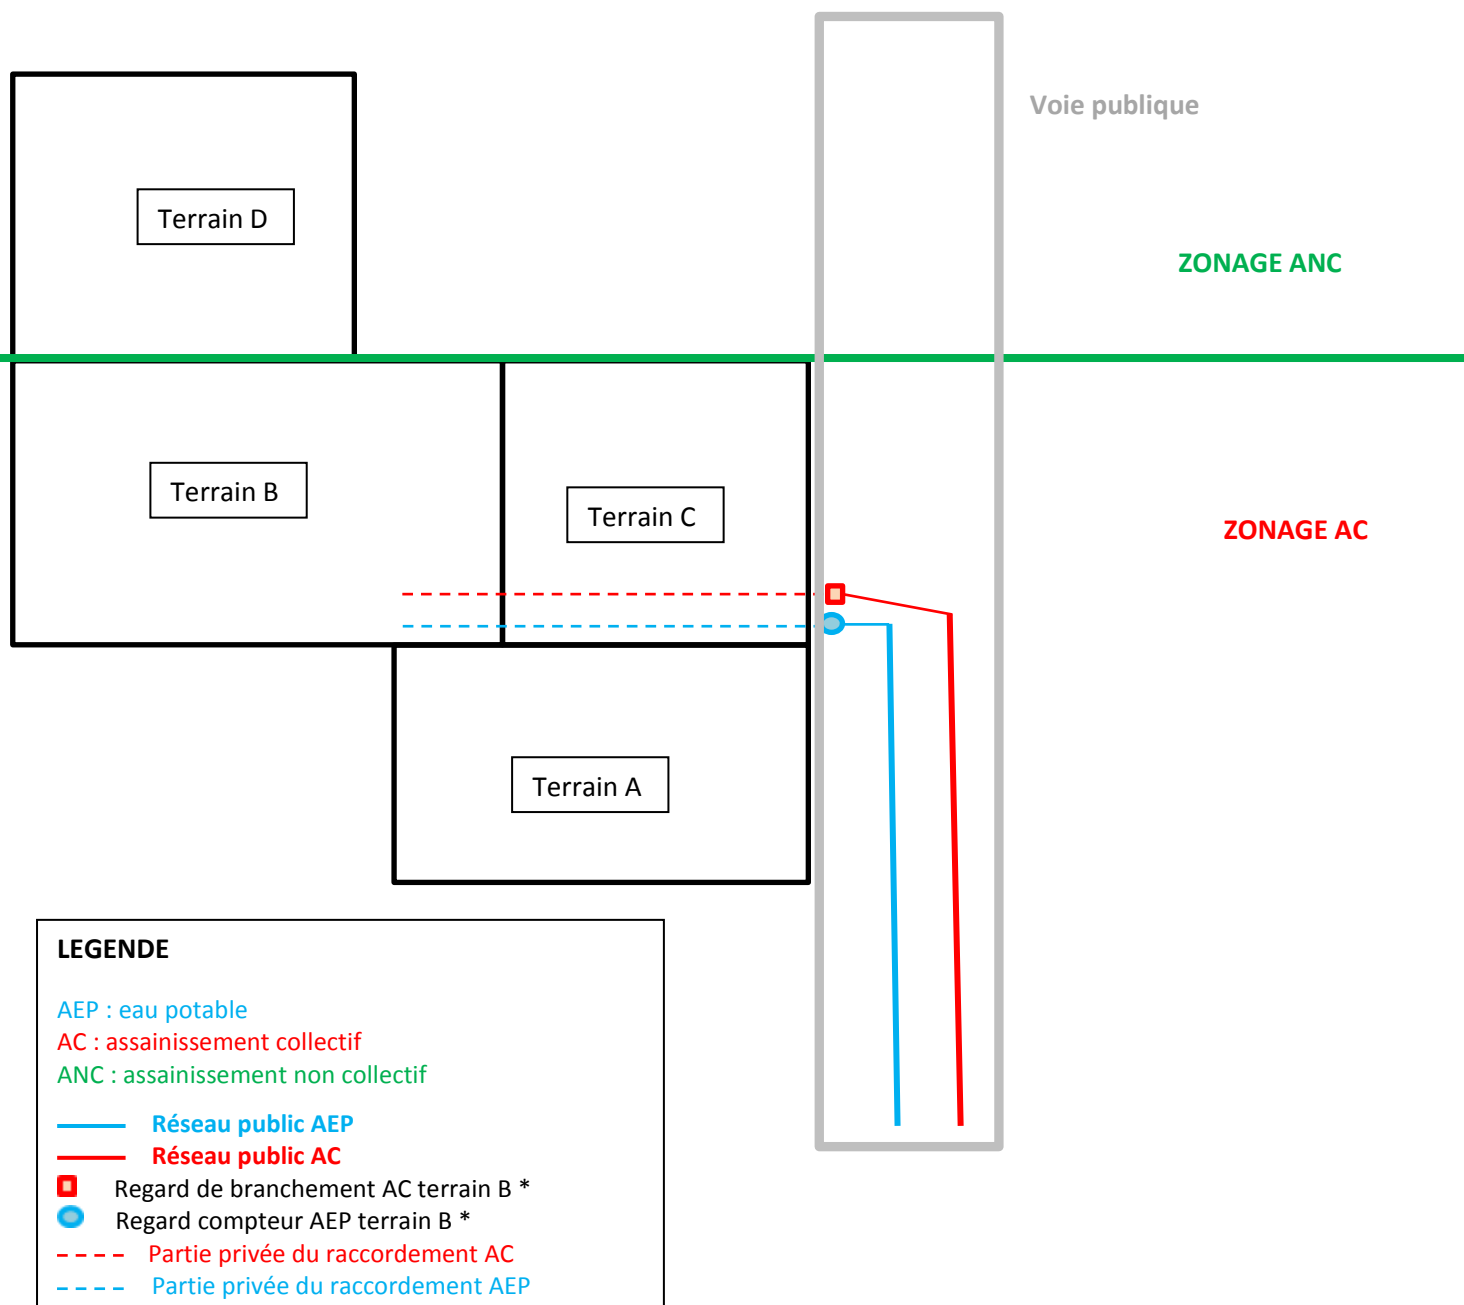 Voie publique
Terrain D
ZONAGE ANC
Terrain B
Terrain C
ZONAGE AC
Terrain A
LEGENDE
AEP : eau potable
AC : assainissement collectif
ANC : assainissement non collectif
Réseau public AEP
Réseau public AC
Regard de branchement AC terrain B *
Regard compteur AEP terrain B *
Partie privée du raccordement AC
Partie privée du raccordement AEP